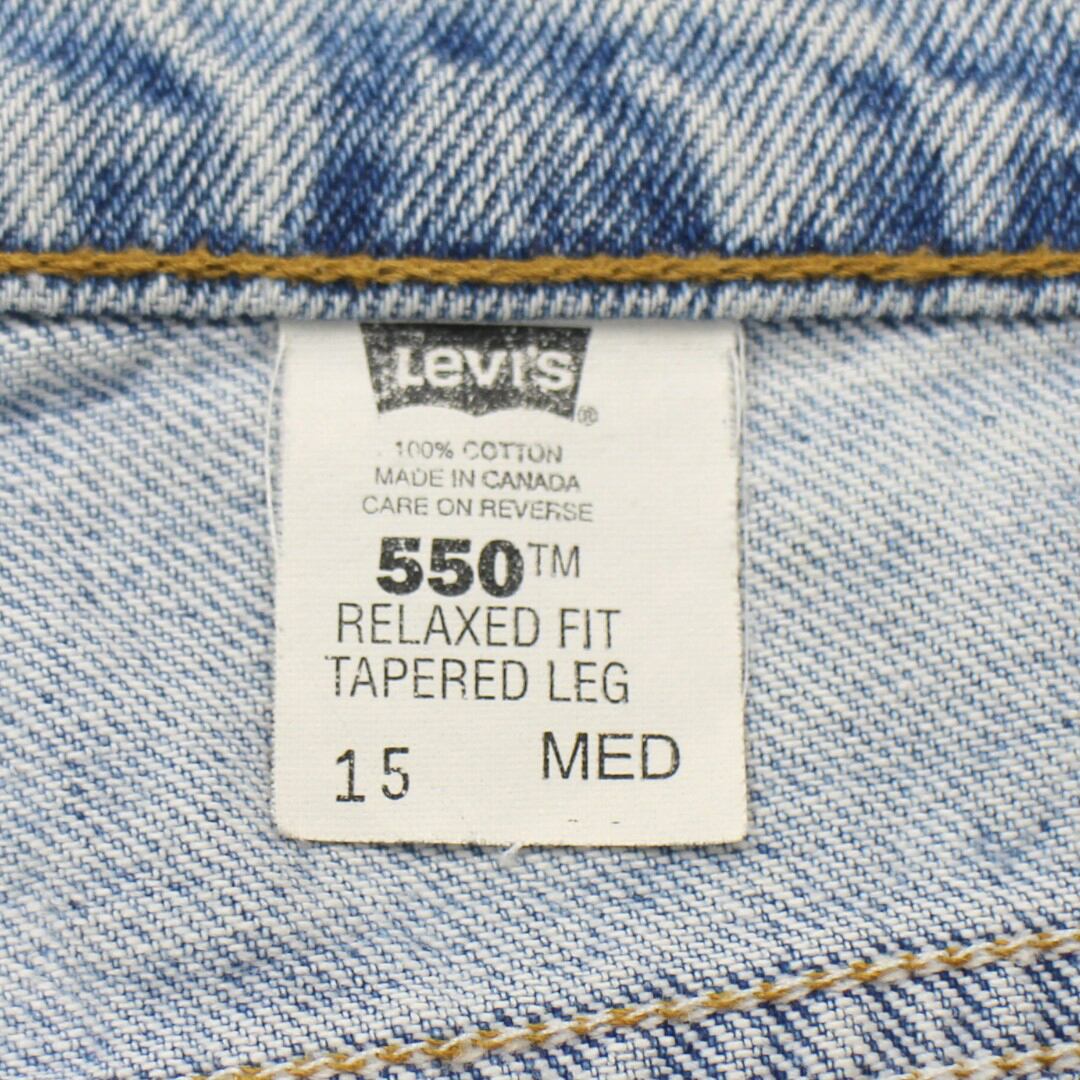 Levi's ®
100% COTTON
MADE IN CANADA
CARE ON REVERSE
550™
RELAXED FIT
TAPERED LEG
15 MED